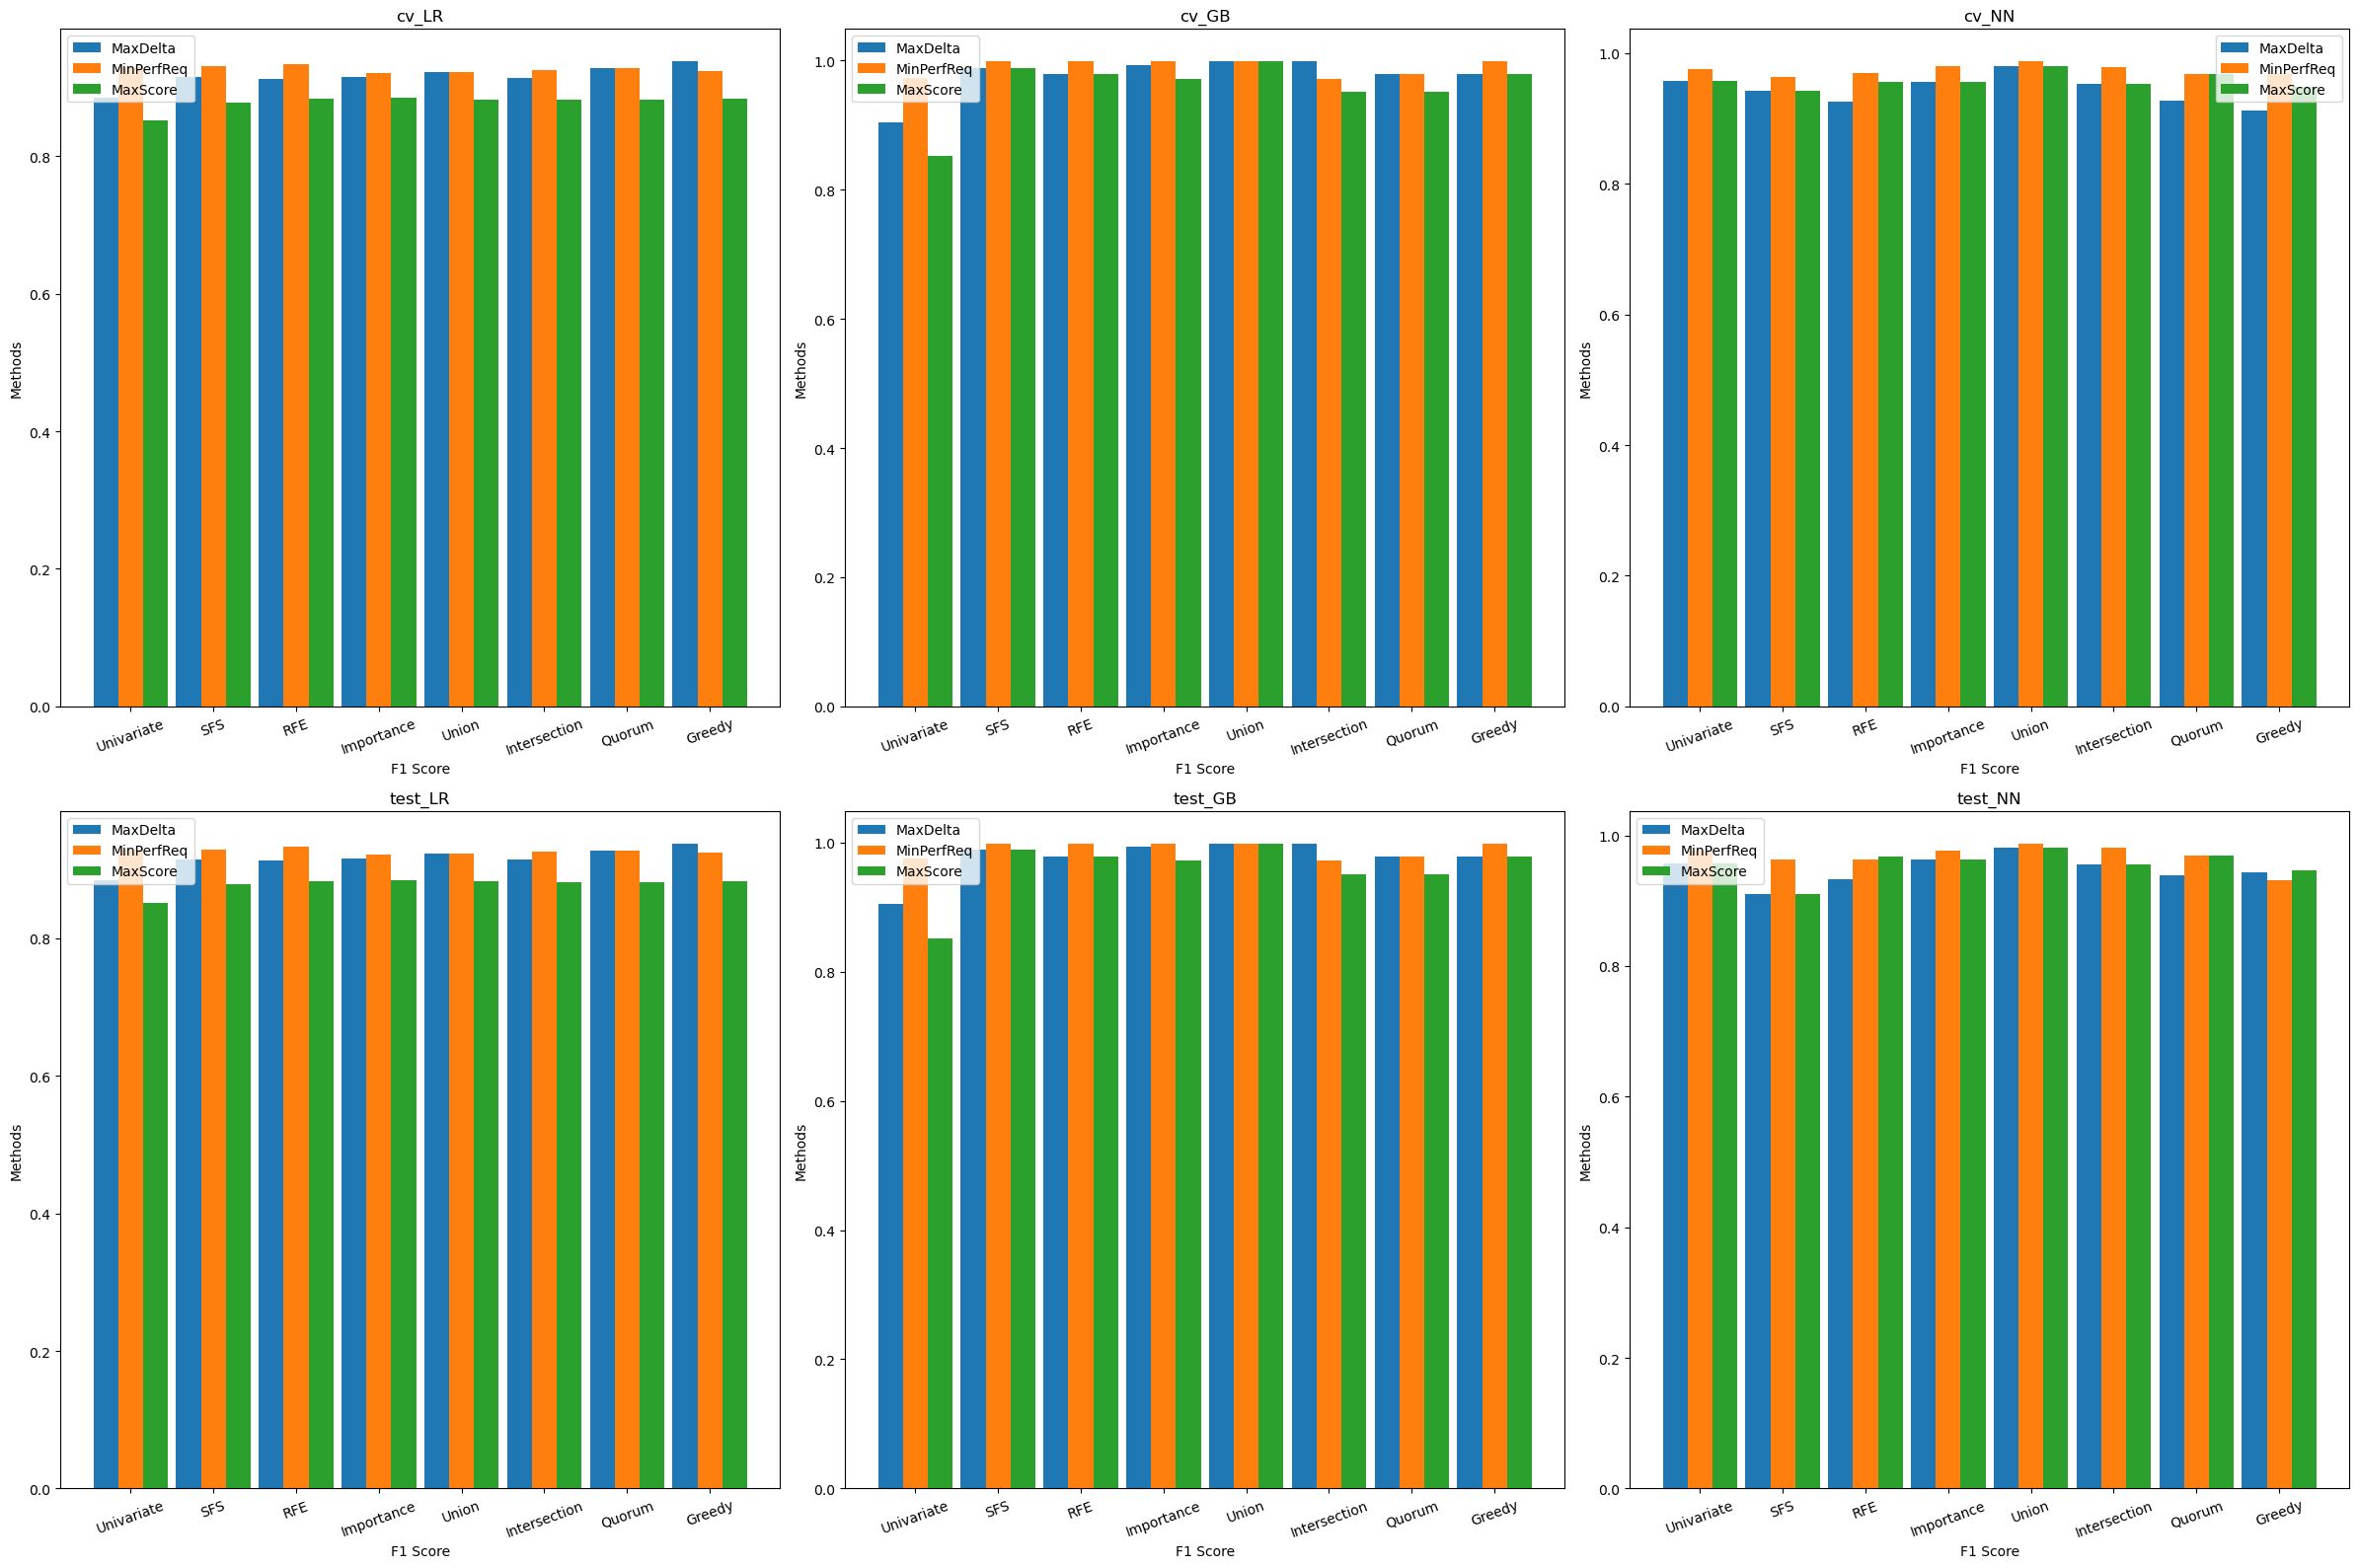 cv_LR
MaxDelta
MinPerfReq
MaxScore
0.8
0.6
0.4
0.2
0.0
Methods
Univariate
SFS
RFE
Importance
Union
Intersection
Quorum
Greedy
F1 Score
cv_GB
MaxDelta
MinPerfReq
MaxScore
1.0
0.8
0.6
0.4
0.2
0.0
Methods
Univariate
SFS
RFE
Importance
Union
Intersection
Quorum
Greedy
F1 Score
cv_NN
MaxDelta
MinPerfReq
MaxScore
1.0
0.8
0.6
0.4
0.2
0.0
Methods
Univariate
SFS
RFE
Importance
Union
Intersection
Quorum
Greedy
F1 Score
test_LR
MaxDelta
MinPerfReq
MaxScore
0.8
0.6
0.4
0.2
0.0
Methods
Univariate
SFS
RFE
Importance
Union
Intersection
Quorum
Greedy
F1 Score
test_GB
MaxDelta
MinPerfReq
MaxScore
1.0
0.8
0.6
0.4
0.2
0.0
Methods
Univariate
SFS
RFE
Importance
Union
Intersection
Quorum
Greedy
F1 Score
test_NN
MaxDelta
MinPerfReq
MaxScore
1.0
0.8
0.6
0.4
0.2
0.0
Methods
Univariate
SFS
RFE
Importance
Union
Intersection
Quorum
Greedy
F1 Score